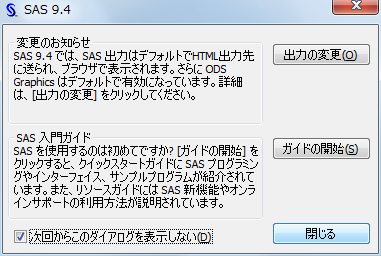 SAS 9.4
変更のお知らせ
SAS 9.4 では、SAS 出力はデフォルトでHTML出力先
に送られ、ブラウザで表示されます。さらに ODS
Graphics はデフォルトで有効になっています。詳細
は、[出力の変更] をクリックしてください。
出力の変更(O)
SAS 入門ガイド
SAS を使用するのは初めてですか? [ガイドの開始] を
クリックすると、クイックスタートガイドに SAS プログラミン
グやインターフェイス、サンプルプログラムが紹介されて
います。また、リソースガイドには SAS 新機能やオンラ
インサポートの利用方法が説明されています。
ガイドの開始(S)
次回からこのダイアログを表示しない(D)
閉じる